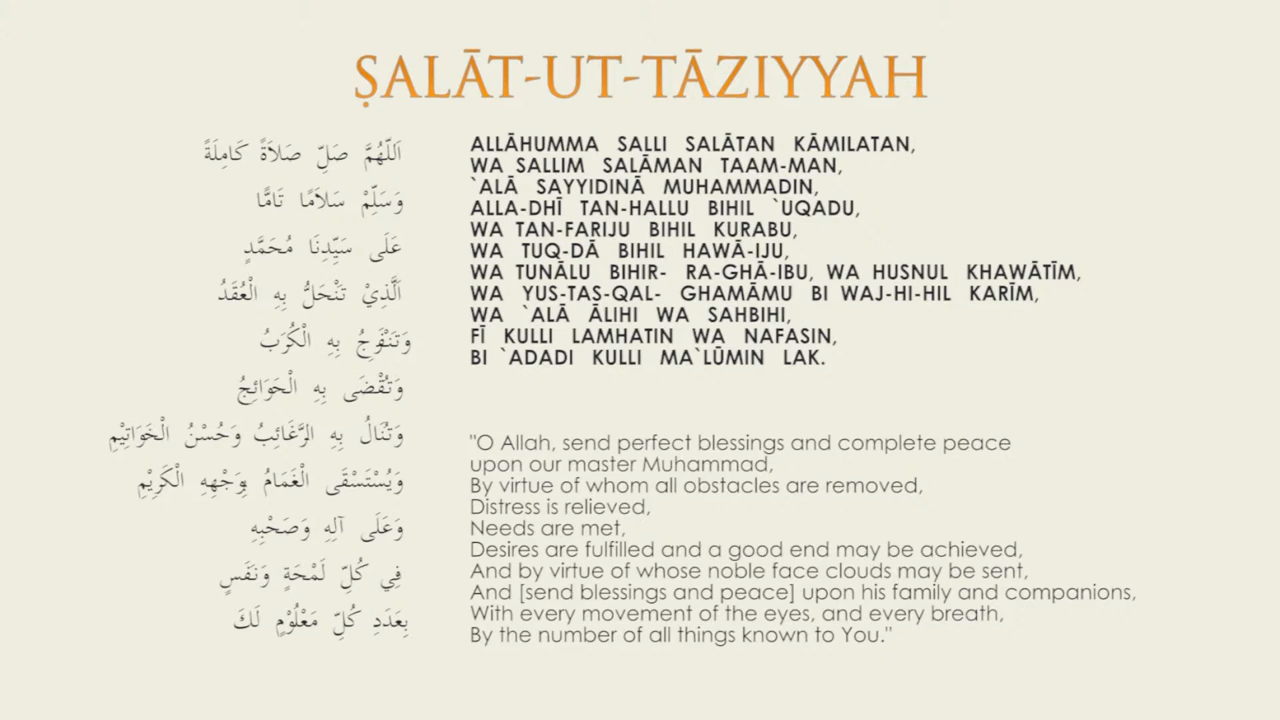 ṢALĀT-UT-TĀZIYYAH
اَللّهُمَّ صَلِّ صَلاَةً كَامِلَةً
وَسَلِّمْ سَلاَمًا تَامًّا
عَلَى سَيِّدِنَا مُحَمَّدٍ
اَلَّذِيْ تَنْحَلُّ بِهِ الْعُقَدُ
وَتَنْفَرِجُ بِهِ الْكُرَبُ
وَتُقْضَى بِهِ الْحَوَائِجُ
وَتُنَالُ بِهِ الرَّغَائِبُ وَحُسْنُ الْخَوَاتِيْمِ
وَيُسْتَسْقَى الْغَمَامُ بِوَجْهِهِ الْكَرِيْمِ
وَعَلَى آلِهِ وَصَحْبِهِ
فِي كُلِّ لَمْحَةٍ وَنَفَسٍ
بِعَدَدِ كُلِّ مَعْلُوْمٍ لَكَ
ALLĀHUMMA SALLI SALĀTAN KĀMILATAN,
WA SALLIM SALĀMAN TAAM-MAN,
`ALĀ SAYYIDINĀ MUHAMMADIN,
ALLA-DHĪ TAN-HALLU BIHIL `UQADU,
WA TAN-FARIJU BIHIL KURABU,
WA TUQ-DĀ BIHIL HAWĀ-IJU,
WA TUNĀLU BIHIR- RA-GHĀ-IBU, WA HUSNUL KHAWĀTĪM,
WA YUS-TAS-QAL- GHAMĀMU BI WAJ-HI-HIL KARĪM,
WA `ALĀ ĀLIHI WA SAHBIHI,
FĪ KULLI LAMHATIN WA NAFASIN,
BI `ADADI KULLI MA`LŪMIN LAK.
"O Allah, send perfect blessings and complete peace
upon our master Muhammad,
By virtue of whom all obstacles are removed,
Distress is relieved,
Needs are met,
Desires are fulfilled and a good end may be achieved,
And by virtue of whose noble face clouds may be sent,
And [send blessings and peace] upon his family and companions,
With every movement of the eyes, and every breath,
By the number of all things known to You."